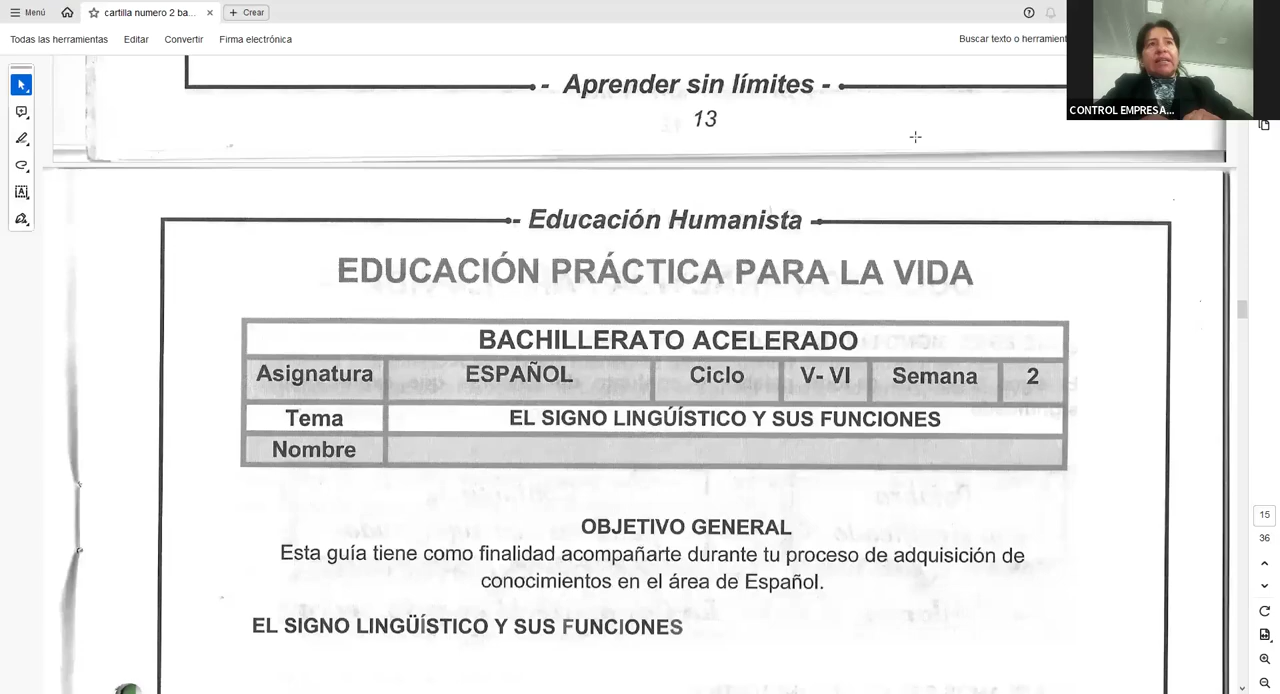 Menú
cartilla numero 2 ba...
+ Crear
Todas las herramientas
Editar
Convertir
Firma electrónica
Buscar texto o herramient
CONTROL EMPRESA...
- Aprender sin límites -
13
- Educación Humanista -
EDUCACIÓN PRÁCTICA PARA LA VIDA
BACHILLERATO ACELERADO
Asignatura ESPAÑOL Ciclo V- VI Semana 2
Tema EL SIGNO LINGÜÍSTICO Y SUS FUNCIONES
Nombre
OBJETIVO GENERAL
Esta guía tiene como finalidad acompañarte durante tu proceso de adquisición de
conocimientos en el área de Español.
EL SIGNO LINGÜÍSTICO Y SUS FUNCIONES
15
36